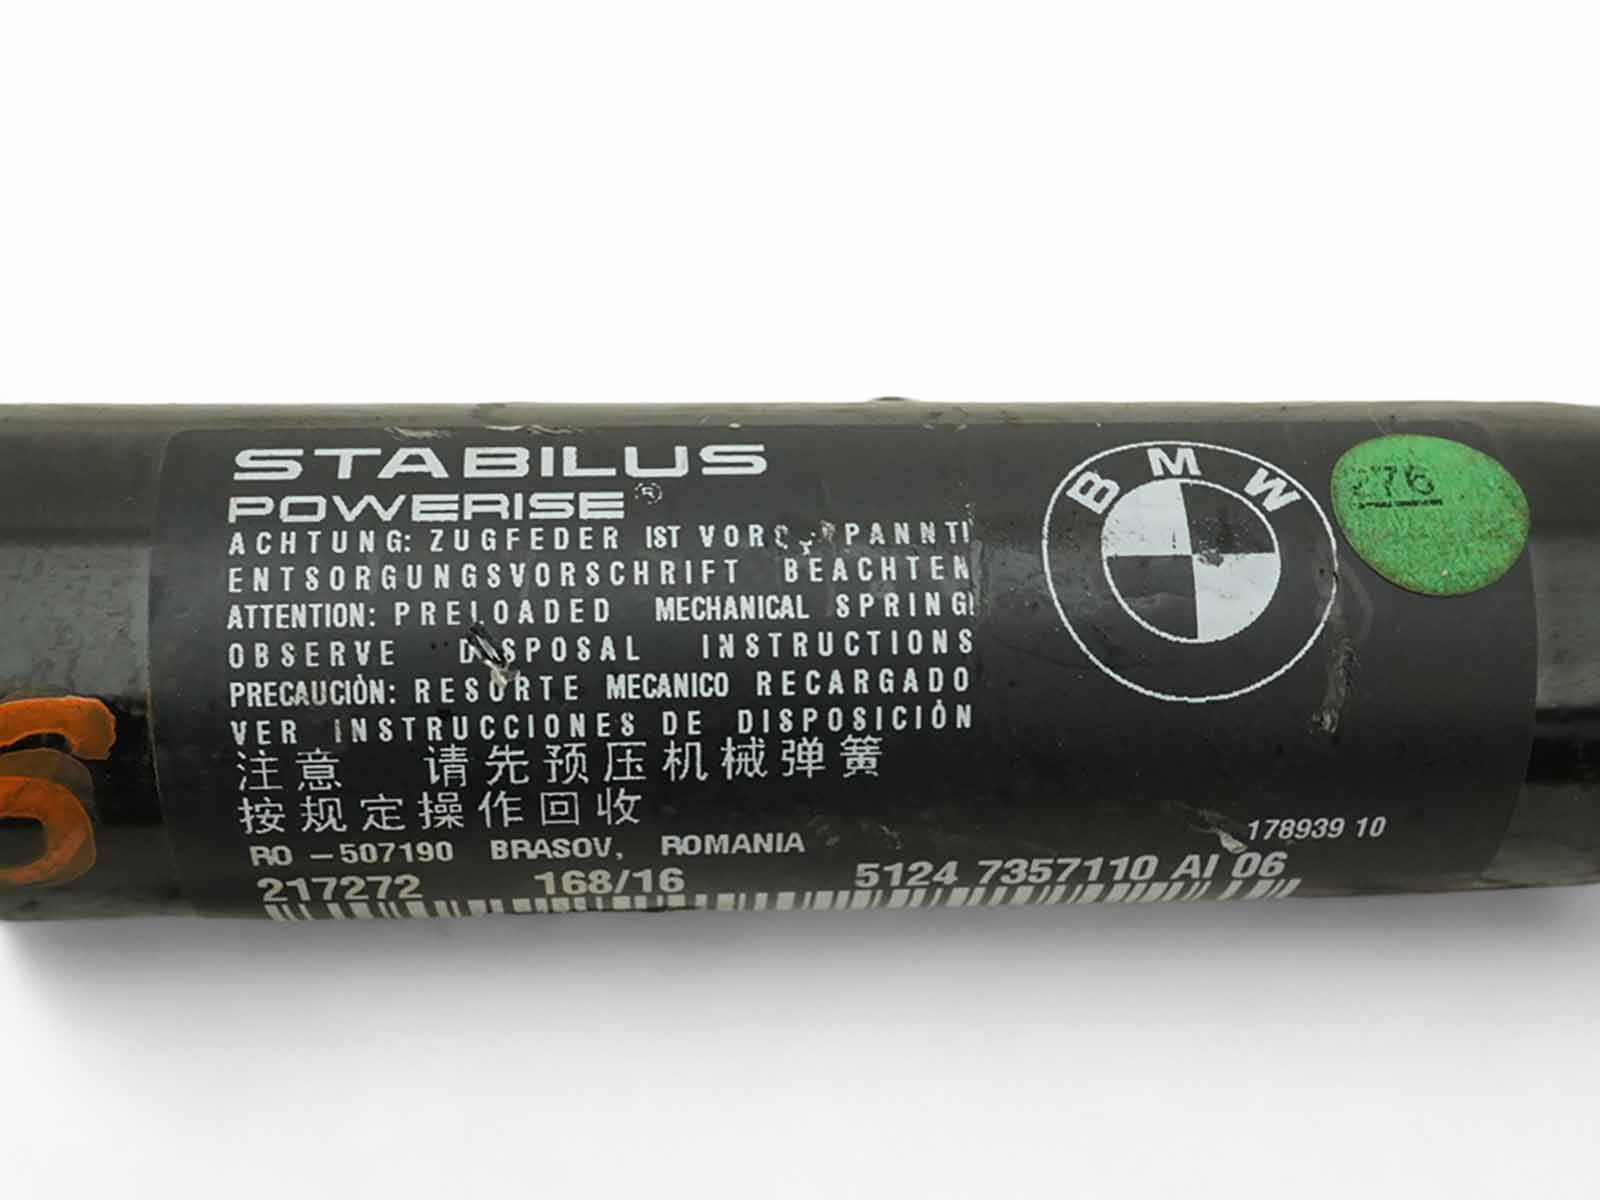 STABILUS
POWERISE®
ACHTUNG: ZUGFEDER IST
ENTSORGUNGSVORSCHRIFT BEACHTEN
ATTENTION: PRELOADED MECHANICAL SPRING!
OBSERVE DISPOSAL INSTRUCTIONS
PRECAUCIÒN: RESORTE MECANICO RECARGADO
VER INSTRUCCIONES DE DISPOSICIÒN
注意 请先预压机械弹簧
按规定操作回收
RO -507190 BRASOV, ROMANIA
217272 168/16 5124 7357110 AI 06
178939 10
BMW
276